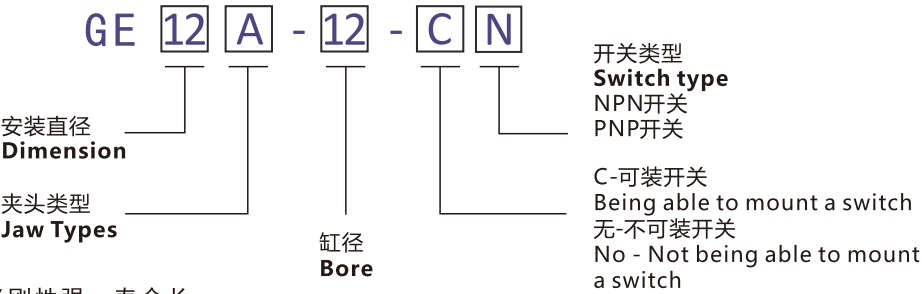 GE 12 A - 12 - C N
安装直径
Dimension
夹头类型
Jaw Types
缸径
Bore
开关类型
Switch type
NPN开关
PNP开关
C-可装开关
Being able to mount a switch
无-不可装开关
No - Not being able to mount
a switch